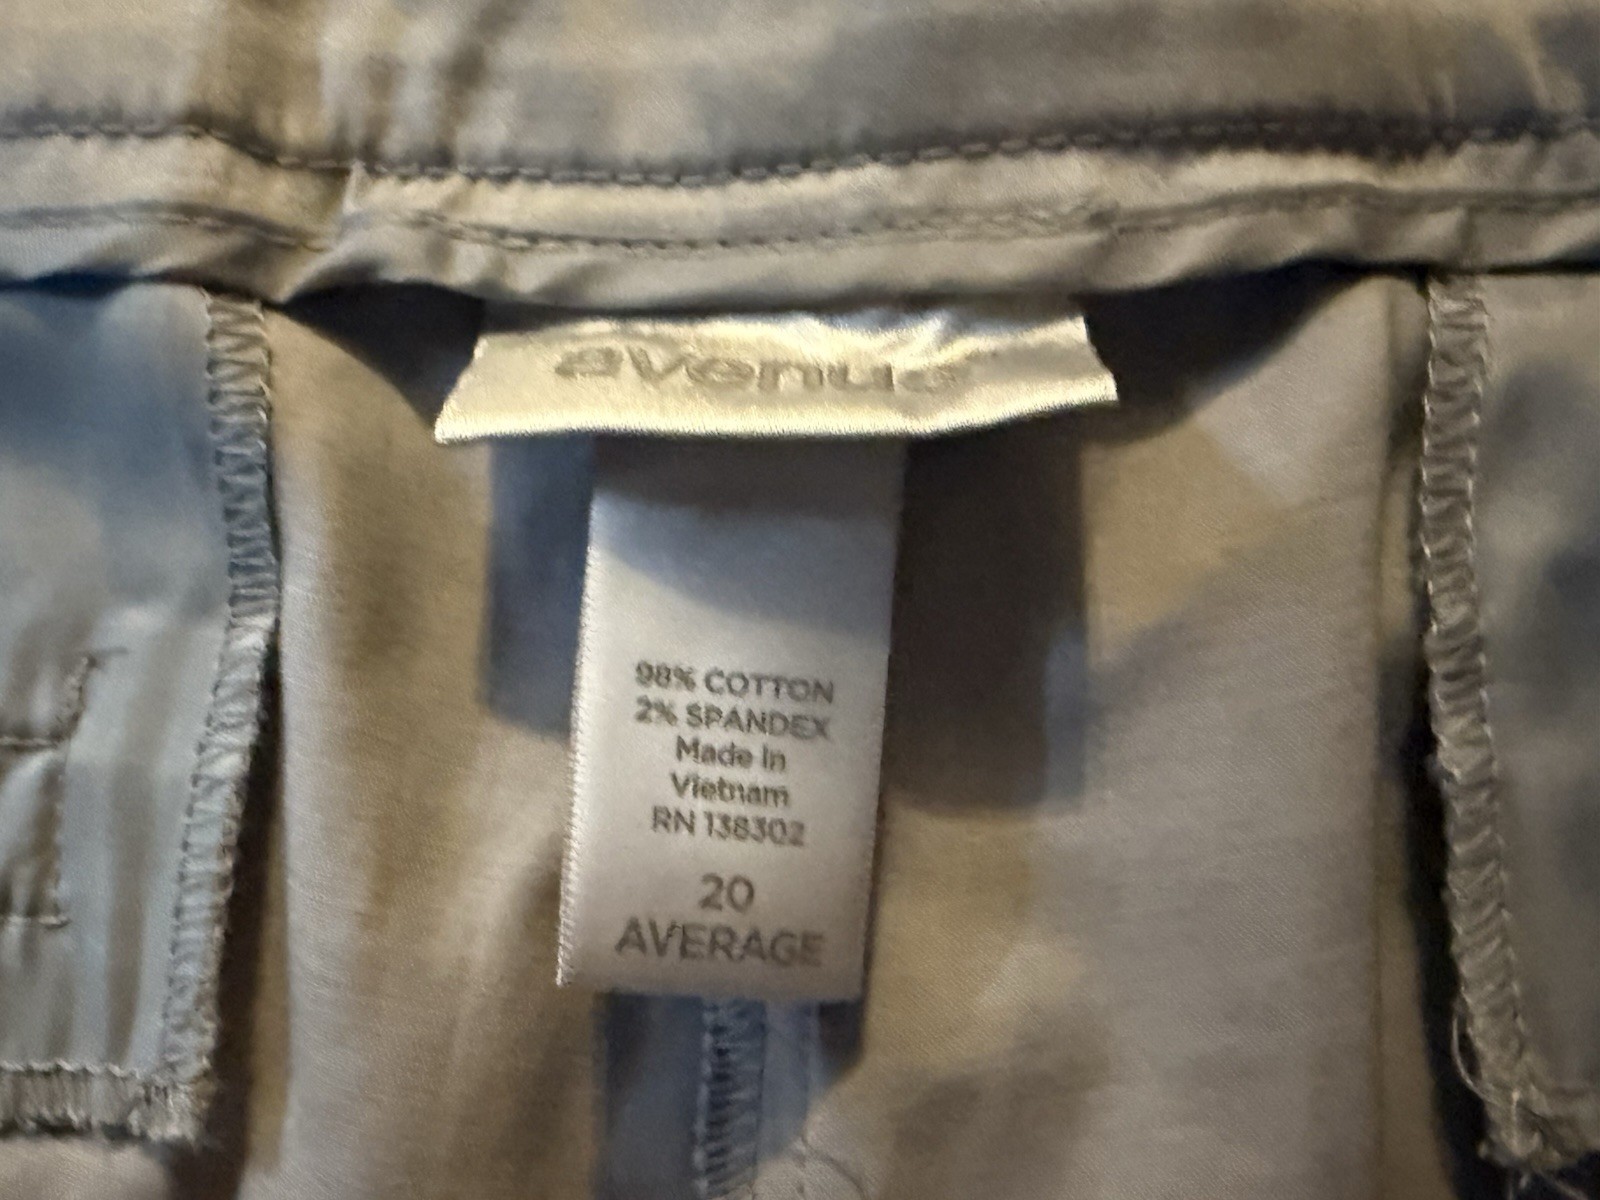 avenue
98% COTTON
2% SPANDEX
Made In
Vietnam
RN 138302
20
AVERAGE